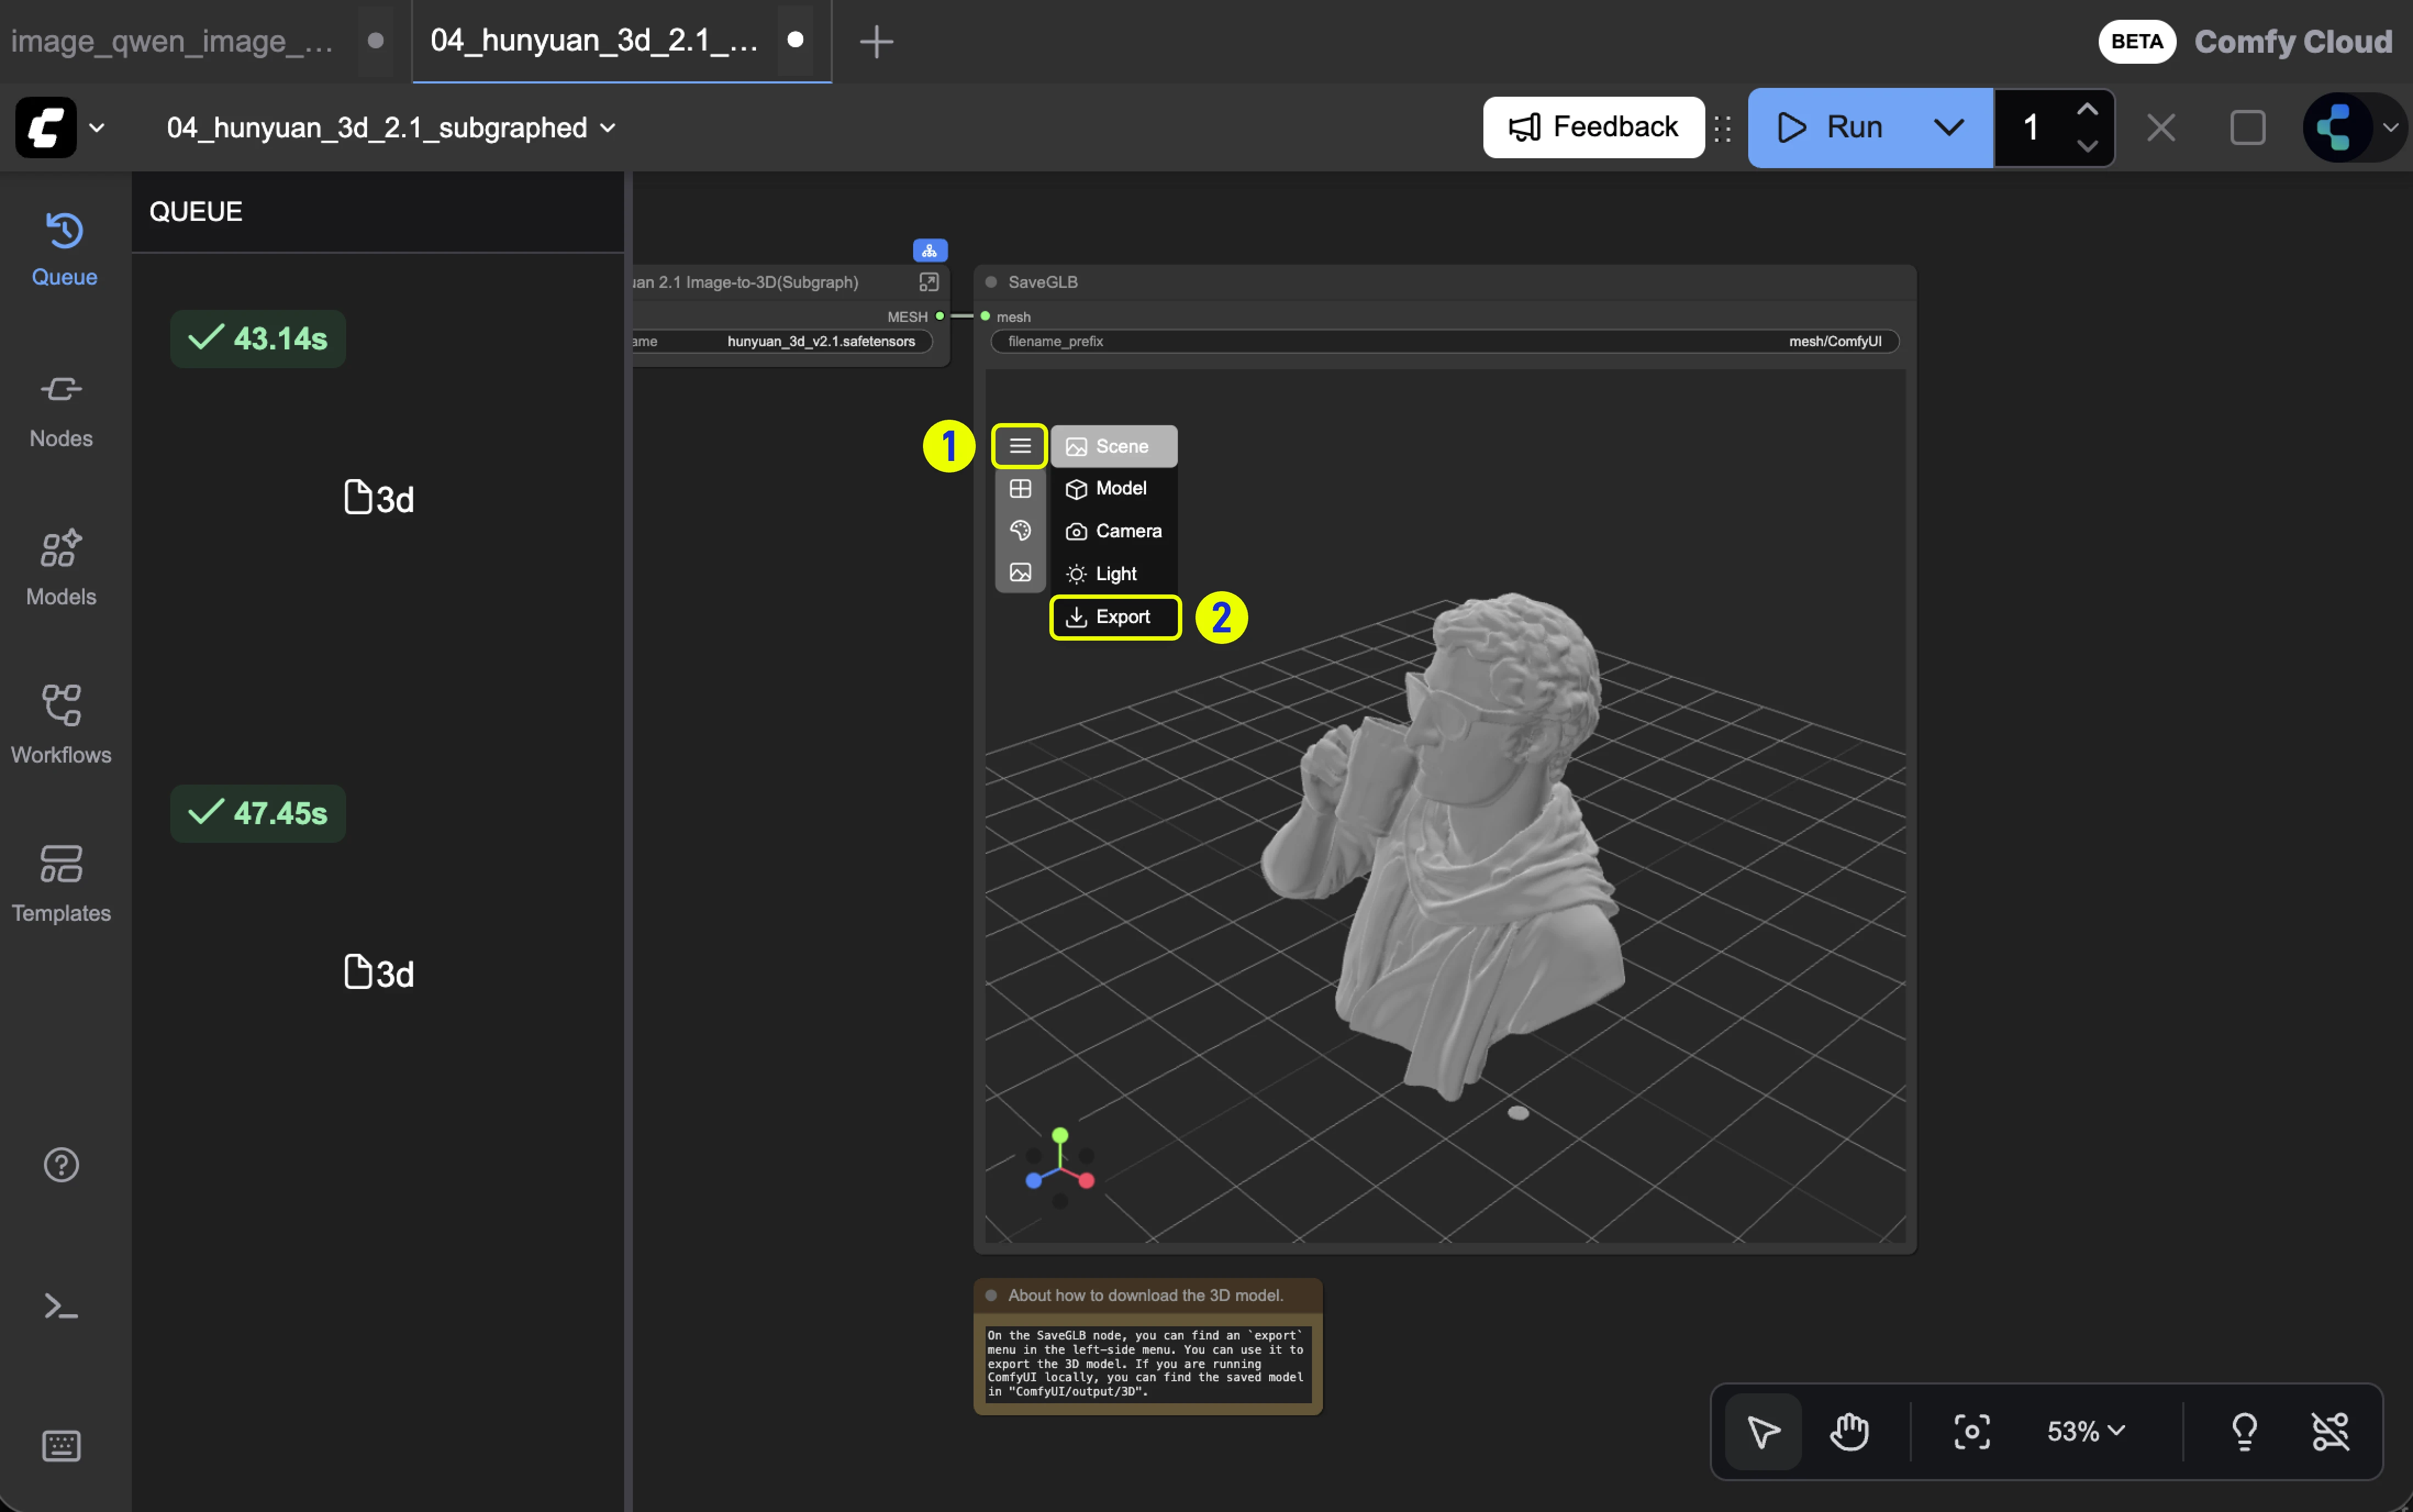 image_qwen_image_...
04_hunyuan_3d_2.1_...
BETA
Comfy Cloud
04_hunyuan_3d_2.1_subgraphed
Feedback
Run
1
QUEUE
Queue
Nodes
Models
Workflows
Templates
43.14s
3d
47.45s
3d
uan 2.1 Image-to-3D(Subgraph)
MESH
ame
hunyuan_3d_v2.1.safetensors
SaveGLB
mesh
filename_prefix
mesh/ComfyUI
1
Scene
Model
Camera
Light
Export
2
About how to download the 3D model.
On the SaveGLB node, you can find an `export`
menu in the left-side menu. You can use it to
export the 3D model. If you are running
ComfyUI locally, you can find the saved model
in "ComfyUI/output/3D".
53%